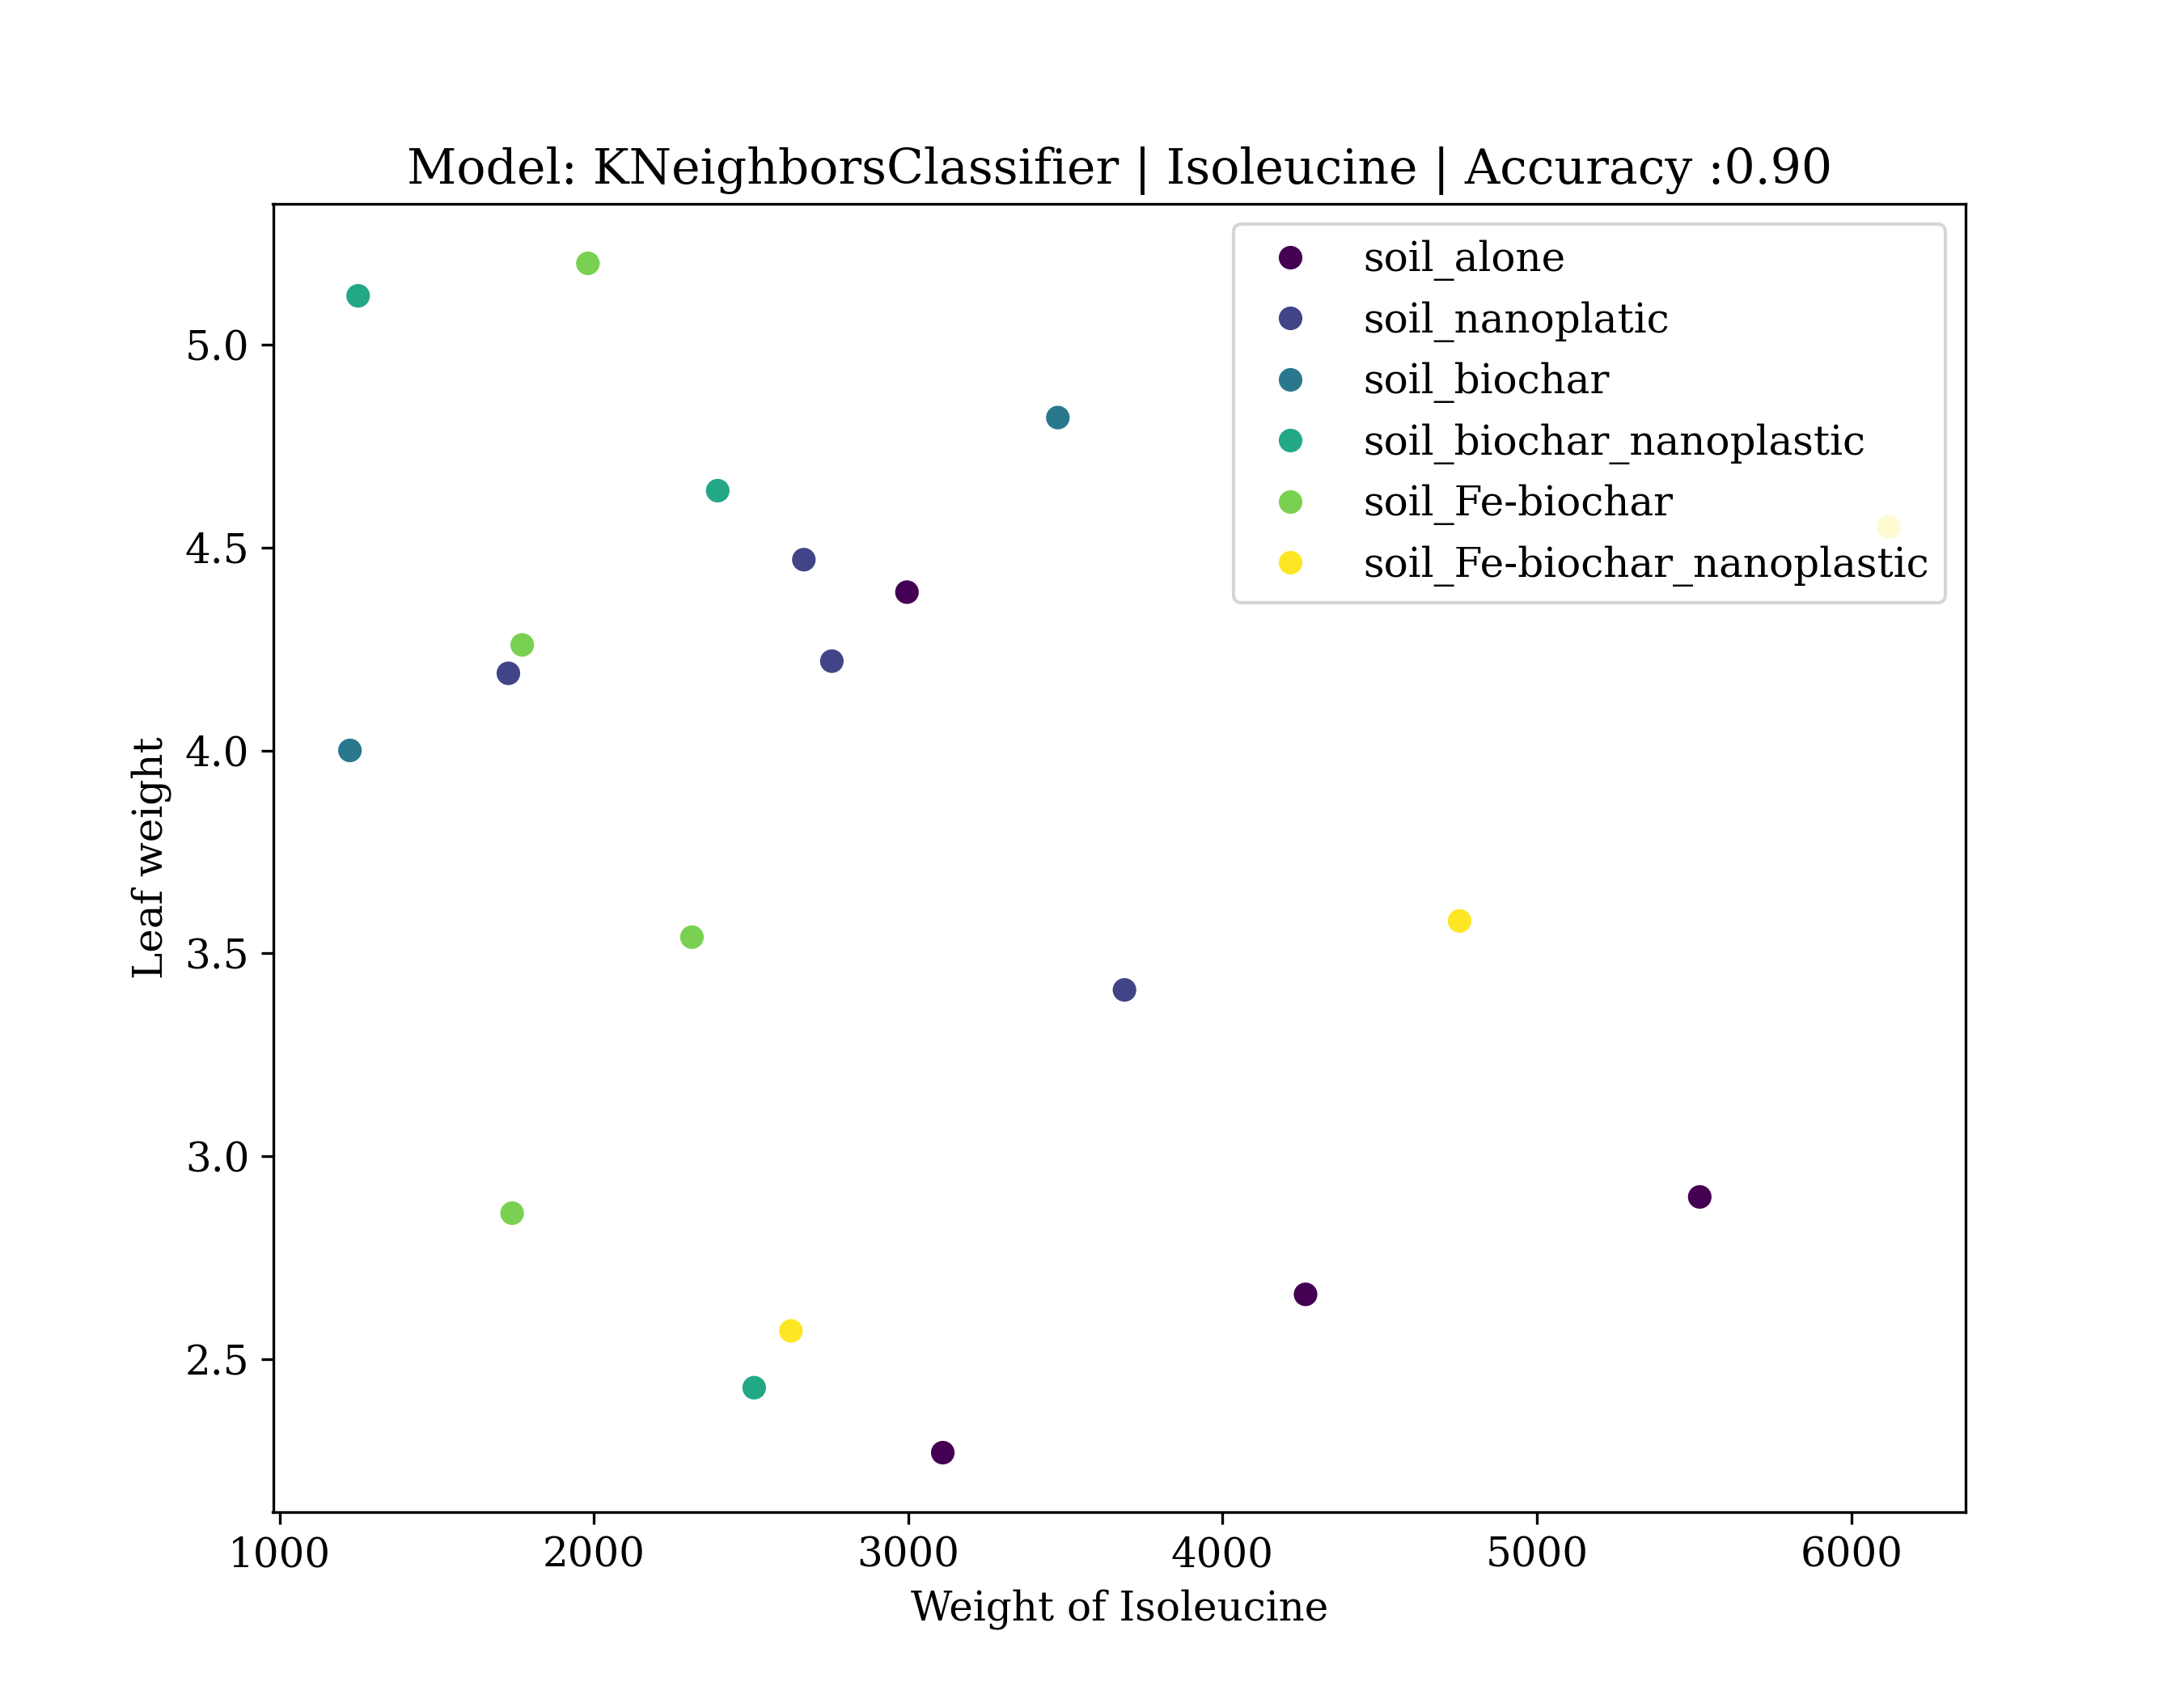 Model: KNeighborsClassifier | Isoleucine | Accuracy :0.90
soil_alone
soil_nanoplatic
soil_biochar
soil_biochar_nanoplastic
soil_Fe-biochar
soil_Fe-biochar_nanoplastic
Leaf weight
5.0
4.5
4.0
3.5
3.0
2.5
1000 2000 3000 4000 5000 6000
Weight of Isoleucine